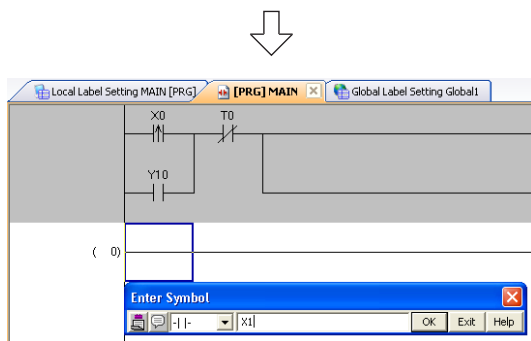 Local Label Setting MAIN [PRG] [PRG] MAIN Global Label Setting Global1
X0 T0
Y10
( 0)
Enter Symbol
X1 OK Exit Help